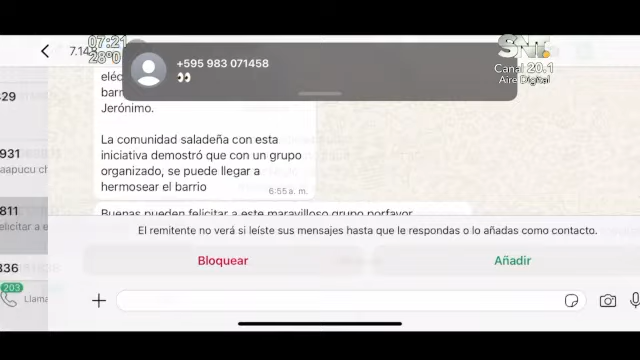 07:21
28°0
7.148
SNT
Canal 20.1
Aire Digital
+595 983 071458
👀
eléc
barr
Jerónimo.
La comunidad saladeña con esta
iniciativa demostró que con un grupo
organizado, se puede llegar a
hermosear el barrio
6:55 a. m.
Buenas pueden felicitar a este maravilloso grupo porfavor
829
931
aapucu ch
811
elicitar a e
836
203
Llama
El remitente no verá si leíste sus mensajes hasta que le respondas o lo añadas como contacto.
Bloquear
Añadir